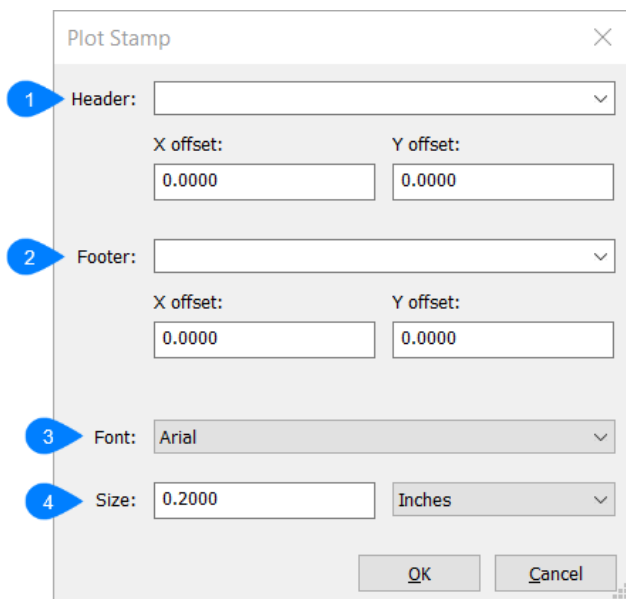 Plot Stamp
1 Header:
X offset: Y offset:
0.0000 0.0000
2 Footer:
X offset: Y offset:
0.0000 0.0000
3 Font: Arial
4 Size: 0.2000 Inches
OK Cancel